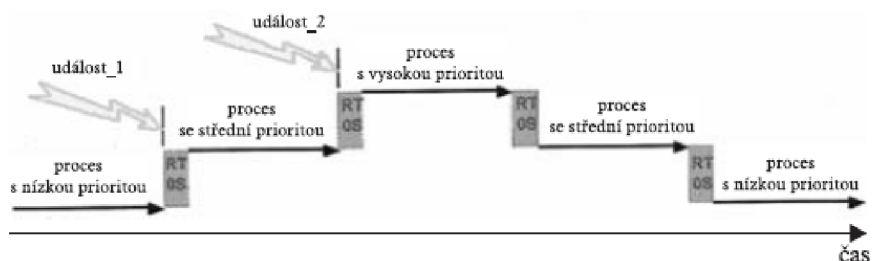 událost_1
událost_2
proces
s nízkou prioritou
RT
OS
proces
se střední prioritou
RT
OS
proces
s vysokou prioritou
RT
OS
proces
se střední prioritou
RT
OS
proces
s nízkou prioritou
čas